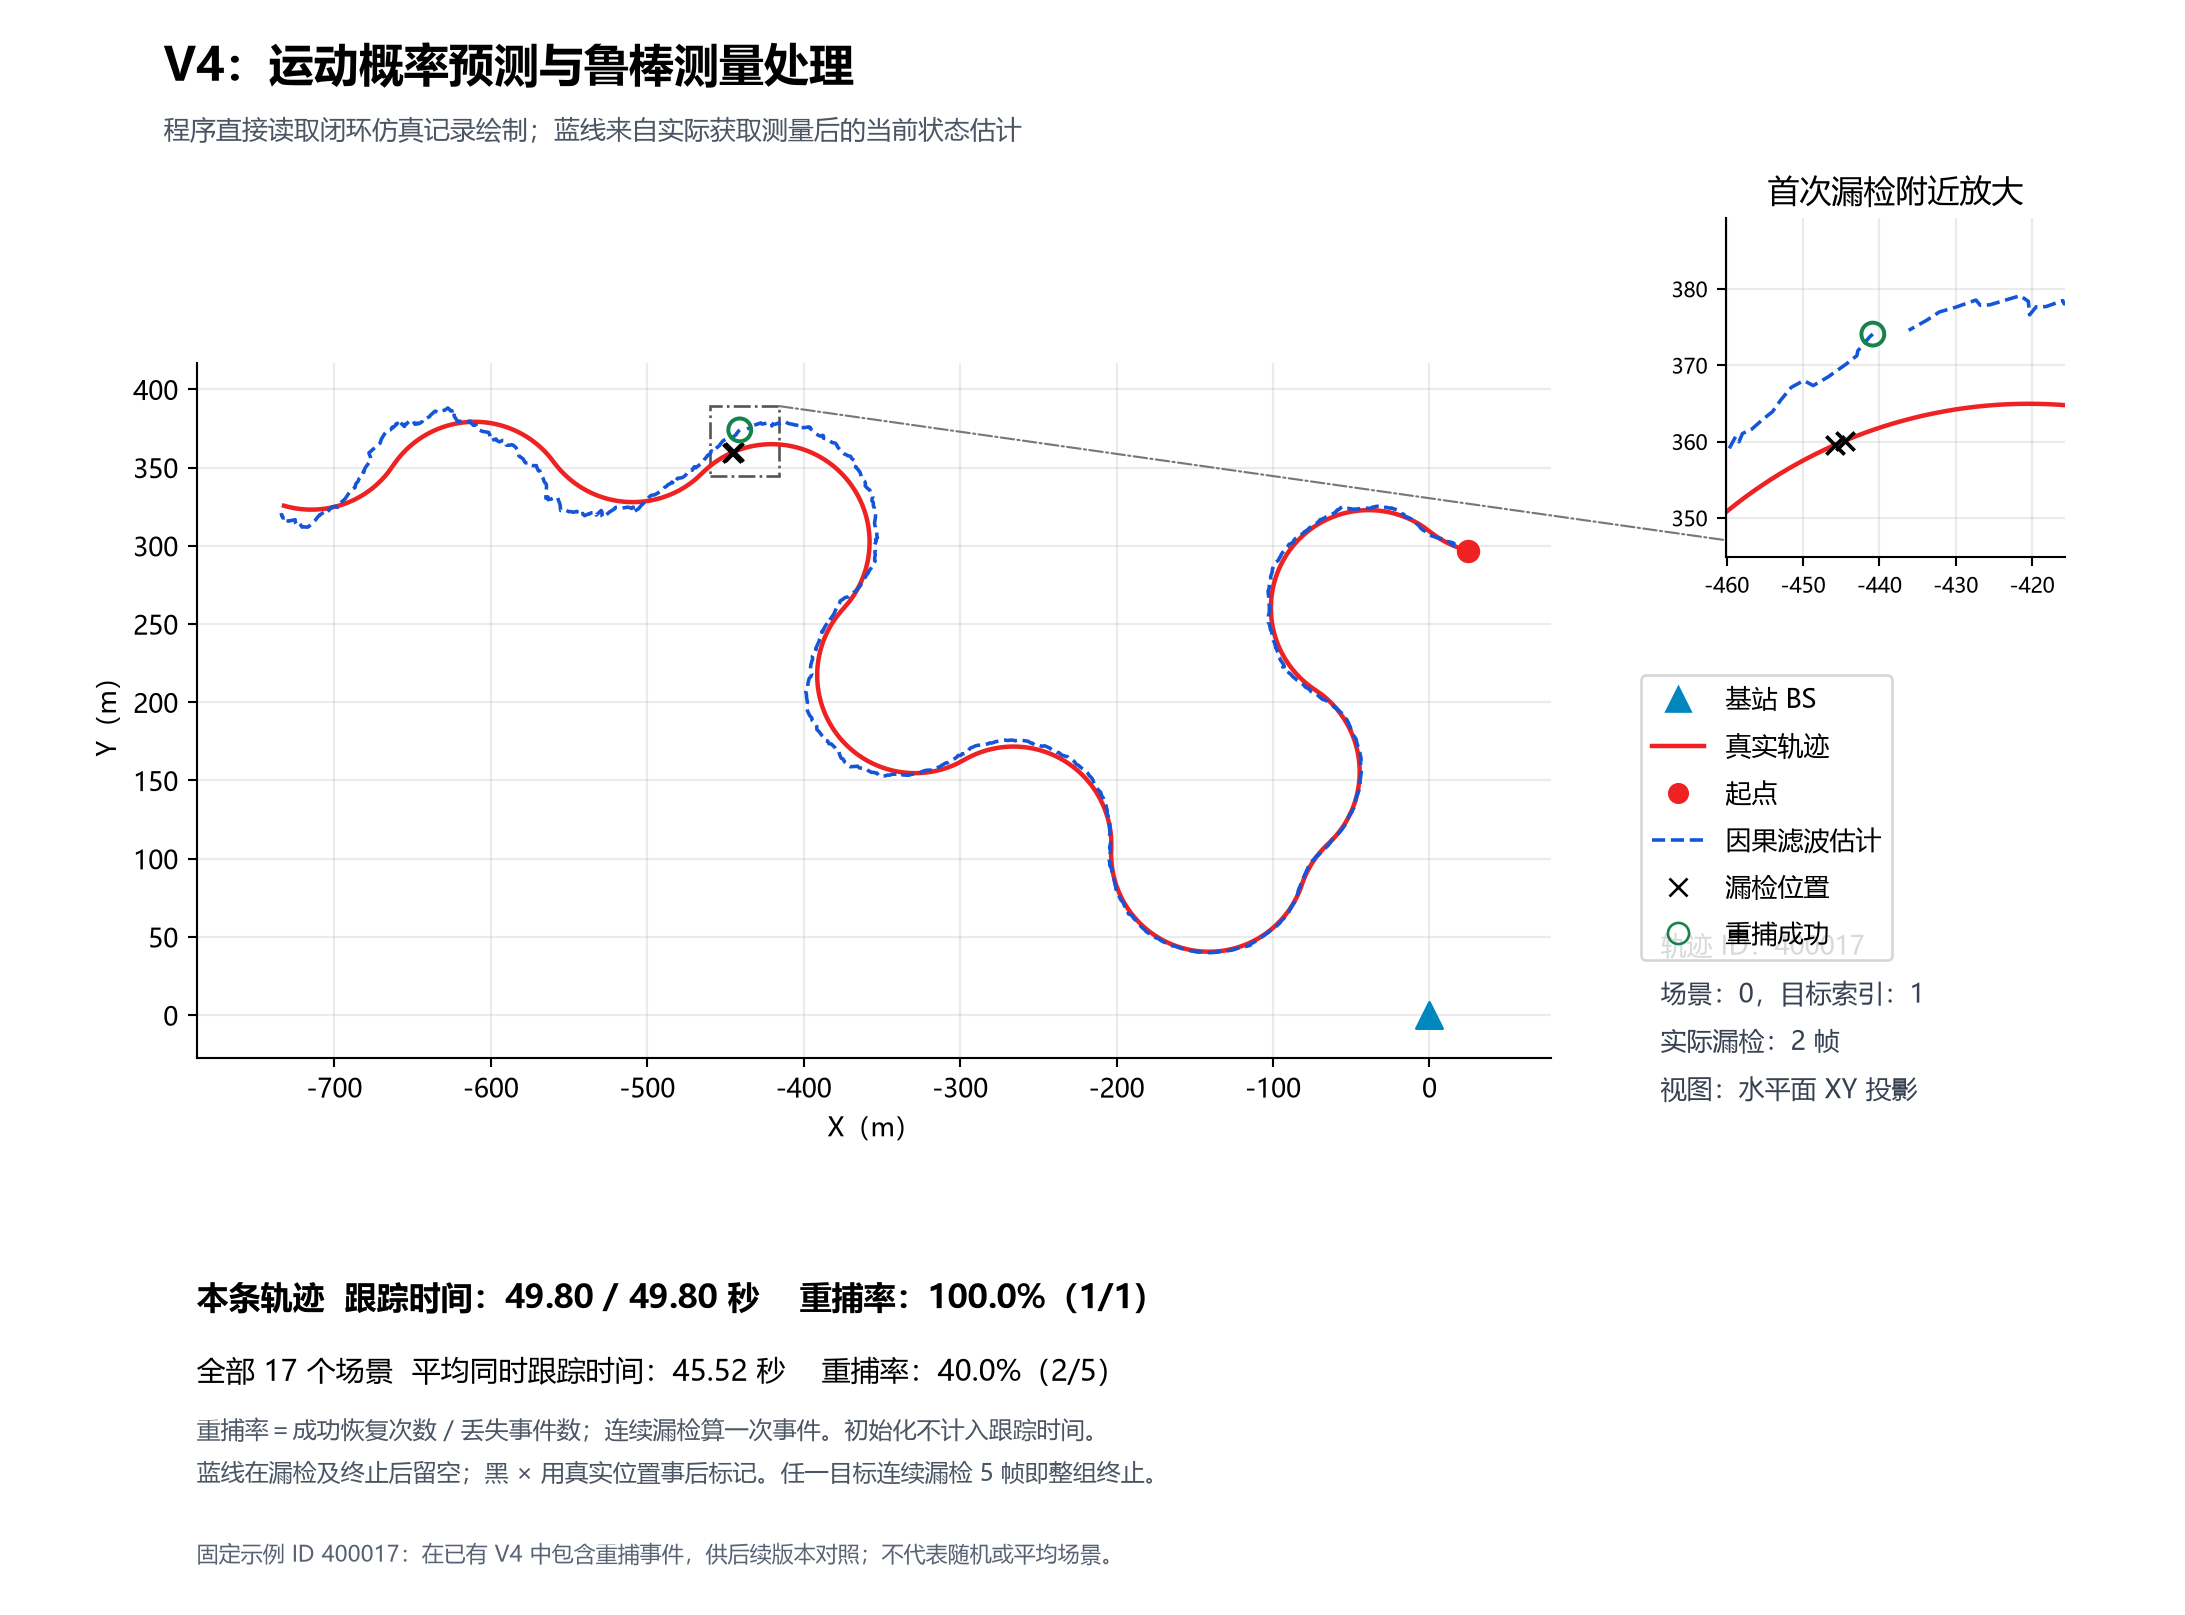 V4：运动概率预测与鲁棒测量处理
程序直接读取闭环仿真记录绘制；蓝线来自实际获取测量后的当前状态估计
首次漏检附近放大
380
370
360
350
-460 -450 -440 -430 -420
400
350
300
250
200
150
100
50
0
Y（m）
-700 -600 -500 -400 -300 -200 -100 0
X（m）
基站 BS
真实轨迹
起点
因果滤波估计
漏检位置
重捕成功
轨迹 ID：400017
场景：0，目标索引：1
实际漏检：2 帧
视图：水平面 XY 投影
本条轨迹 跟踪时间：49.80 / 49.80 秒 重捕率：100.0%（1/1）
全部 17 个场景 平均同时跟踪时间：45.52 秒 重捕率：40.0%（2/5）
重捕率 = 成功恢复次数 / 丢失事件数；连续漏检算一次事件。初始化不计入跟踪时间。
蓝线在漏检及终止后留空；黑 × 用真实位置事后标记。任一目标连续漏检 5 帧即整组终止。
固定示例 ID 400017：在已有 V4 中包含重捕事件，供后续版本对照；不代表随机或平均场景。